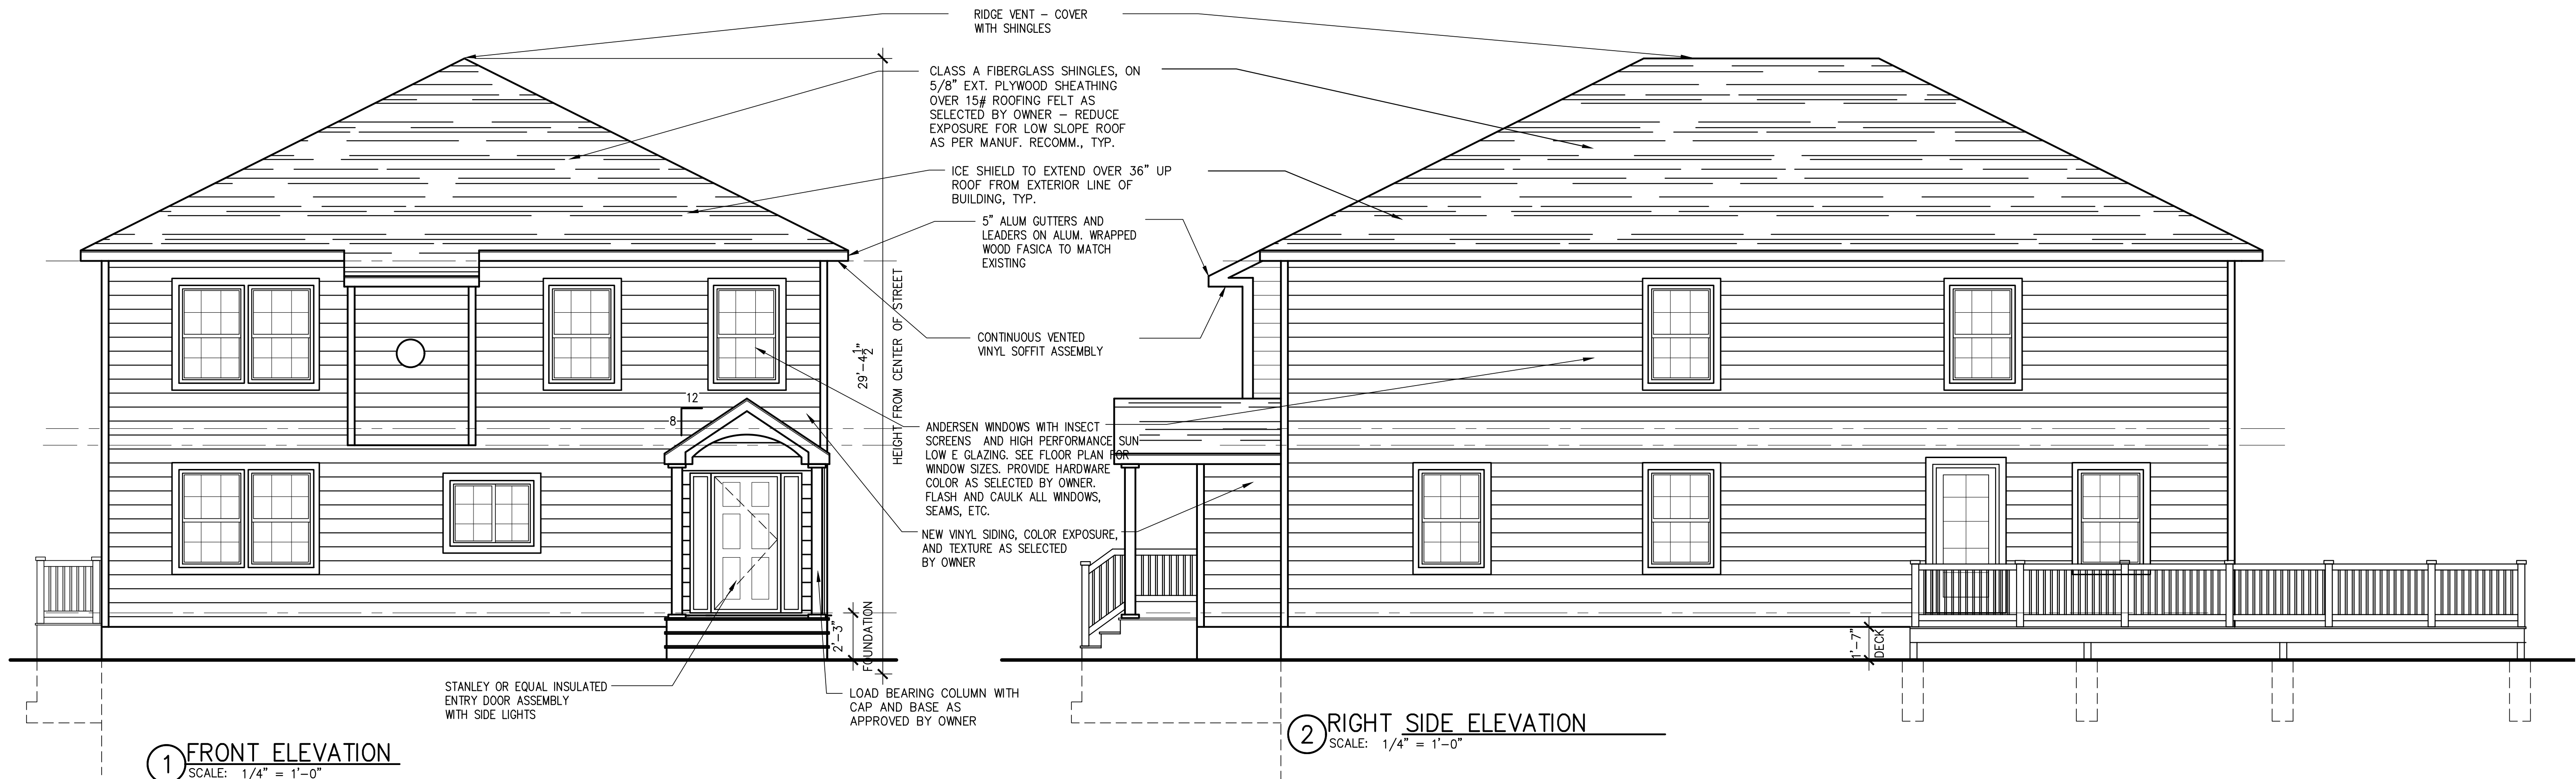 RIDGE VENT – COVER
WITH SHINGLES
CLASS A FIBERGLASS SHINGLES, ON
5/8" EXT. PLYWOOD SHEATHING
OVER 15# ROOFING FELT AS
SELECTED BY OWNER – REDUCE
EXPOSURE FOR LOW SLOPE ROOF
AS PER MANUF. RECOMM., TYP.
ICE SHIELD TO EXTEND OVER 36" UP
ROOF FROM EXTERIOR LINE OF
BUILDING, TYP.
5" ALUM GUTTERS AND
LEADERS ON ALUM. WRAPPED
WOOD FASICA TO MATCH
EXISTING
CONTINUOUS VENTED
VINYL SOFFIT ASSEMBLY
29'-4 1/2"
HEIGHT FROM CENTER OF STREET
12
8
ANDERSEN WINDOWS WITH INSECT
SCREENS AND HIGH PERFORMANCE SUN
LOW E GLAZING. SEE FLOOR PLAN FOR
WINDOW SIZES. PROVIDE HARDWARE
COLOR AS SELECTED BY OWNER.
FLASH AND CAULK ALL WINDOWS,
SEAMS, ETC.
NEW VINYL SIDING, COLOR EXPOSURE,
AND TEXTURE AS SELECTED
BY OWNER
2'-3"
FOUNDATION
1'-7"
DECK
STANLEY OR EQUAL INSULATED
ENTRY DOOR ASSEMBLY
WITH SIDE LIGHTS
LOAD BEARING COLUMN WITH
CAP AND BASE AS
APPROVED BY OWNER
1 FRONT ELEVATION
SCALE: 1/4" = 1'-0"
2 RIGHT SIDE ELEVATION
SCALE: 1/4" = 1'-0"